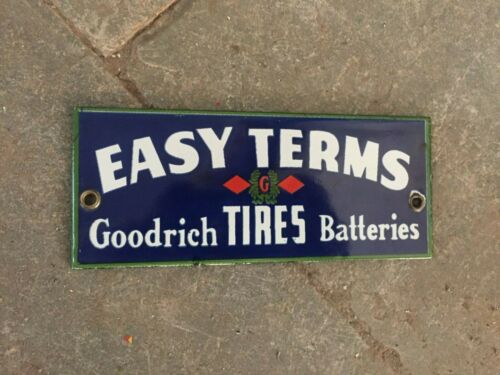 EASY TERMS
G
Goodrich TIRES Batteries